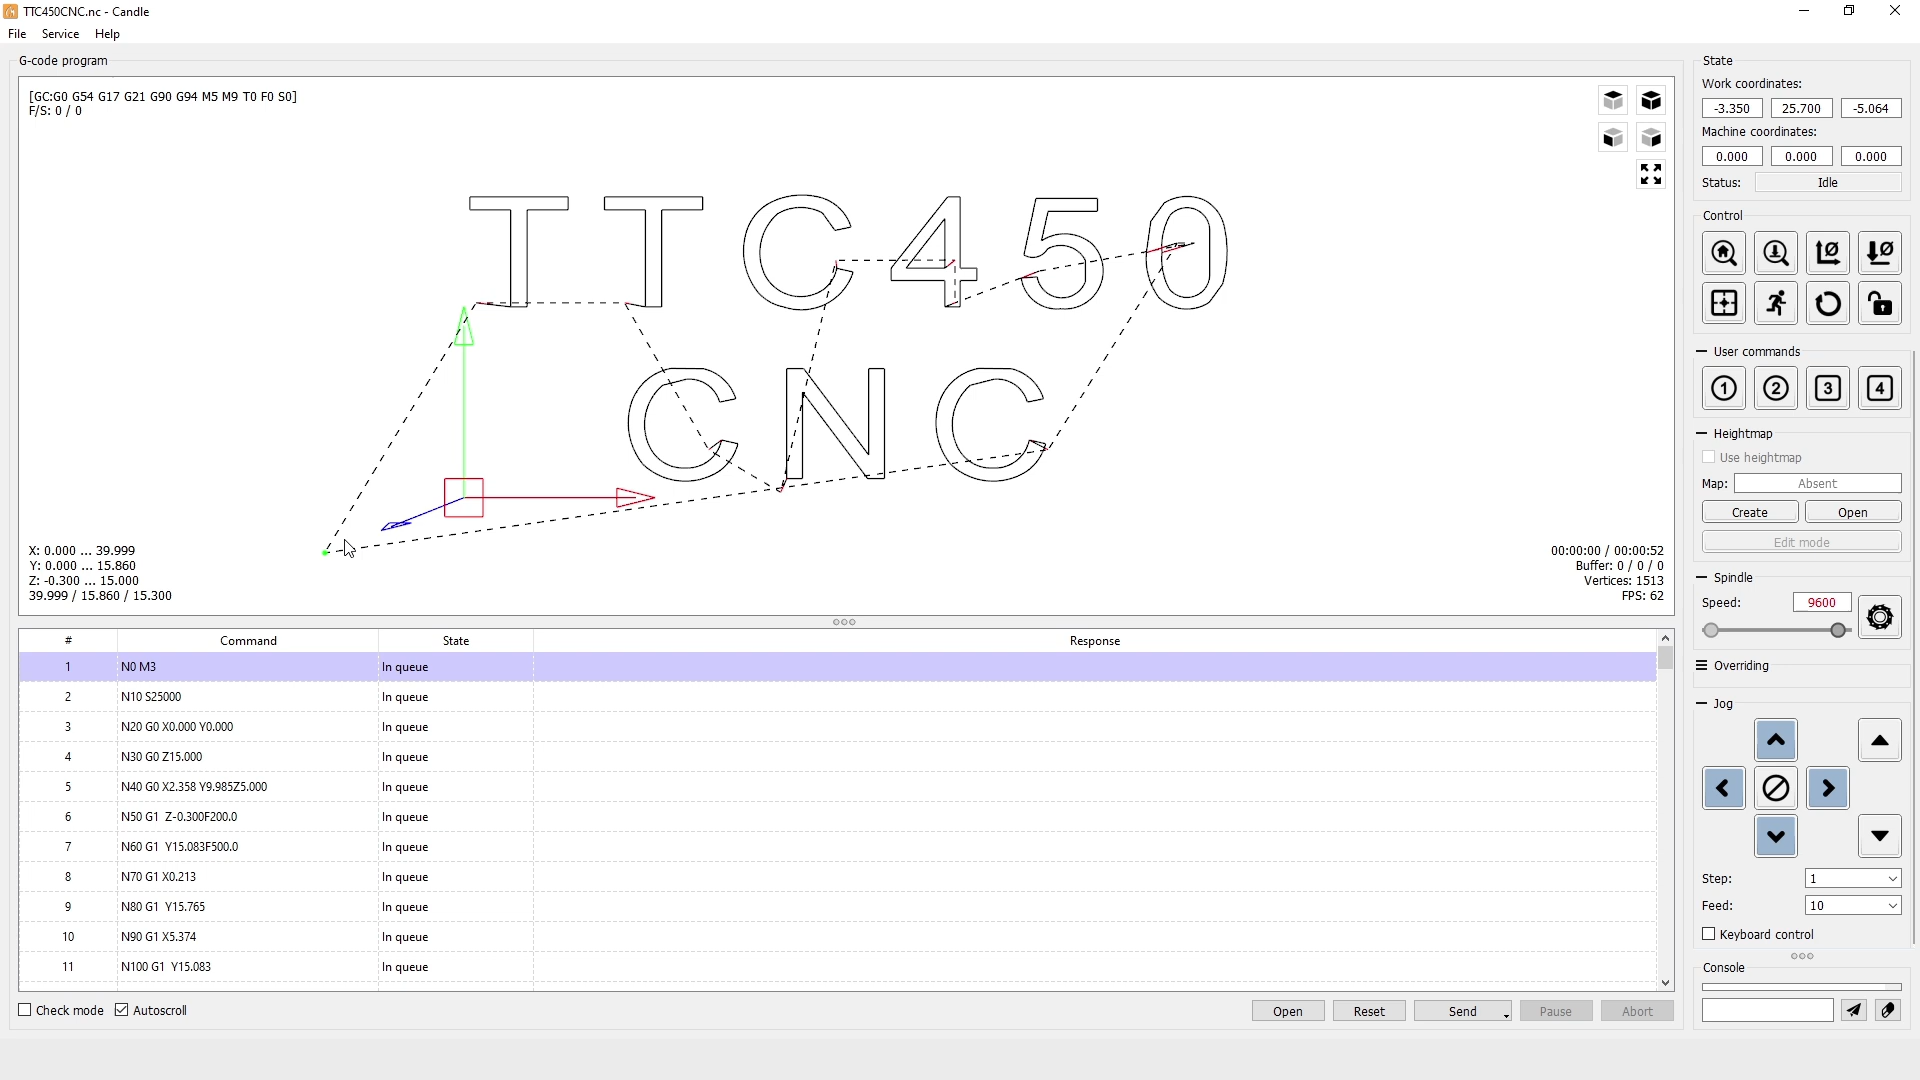 TTC450CNC.nc - Candle
File Service Help
G-code program
[GC:G0 G54 G17 G21 G90 G94 M5 M9 T0 F0 S0]
F/S: 0 / 0
TTC450
CNC
X: 0.000 ... 39.999
Y: 0.000 ... 15.860
Z: -0.300 ... 15.000
39.999 / 15.860 / 15.300
00:00:00 / 00:00:52
Buffer: 0 / 0 / 0
Vertices: 1513
FPS: 62
# Command State Response
1 N0 M3 In queue
2 N10 S25000 In queue
3 N20 G0 X0.000 Y0.000 In queue
4 N30 G0 Z15.000 In queue
5 N40 G0 X2.358 Y9.985Z5.000 In queue
6 N50 G1 Z-0.300F200.0 In queue
7 N60 G1 Y15.083F500.0 In queue
8 N70 G1 X0.213 In queue
9 N80 G1 Y15.765 In queue
10 N90 G1 X5.374 In queue
11 N100 G1 Y15.083 In queue
Check mode Autoscroll
Open Reset Send Pause Abort
State
Work coordinates:
-3.350 25.700 -5.064
Machine coordinates:
0.000 0.000 0.000
Status: Idle
Control
User commands
1 2 3 4
Heightmap
Use heightmap
Map: Absent
Create Open
Edit mode
Spindle
Speed: 9600
Overriding
Jog
Step: 1
Feed: 10
Keyboard control
Console